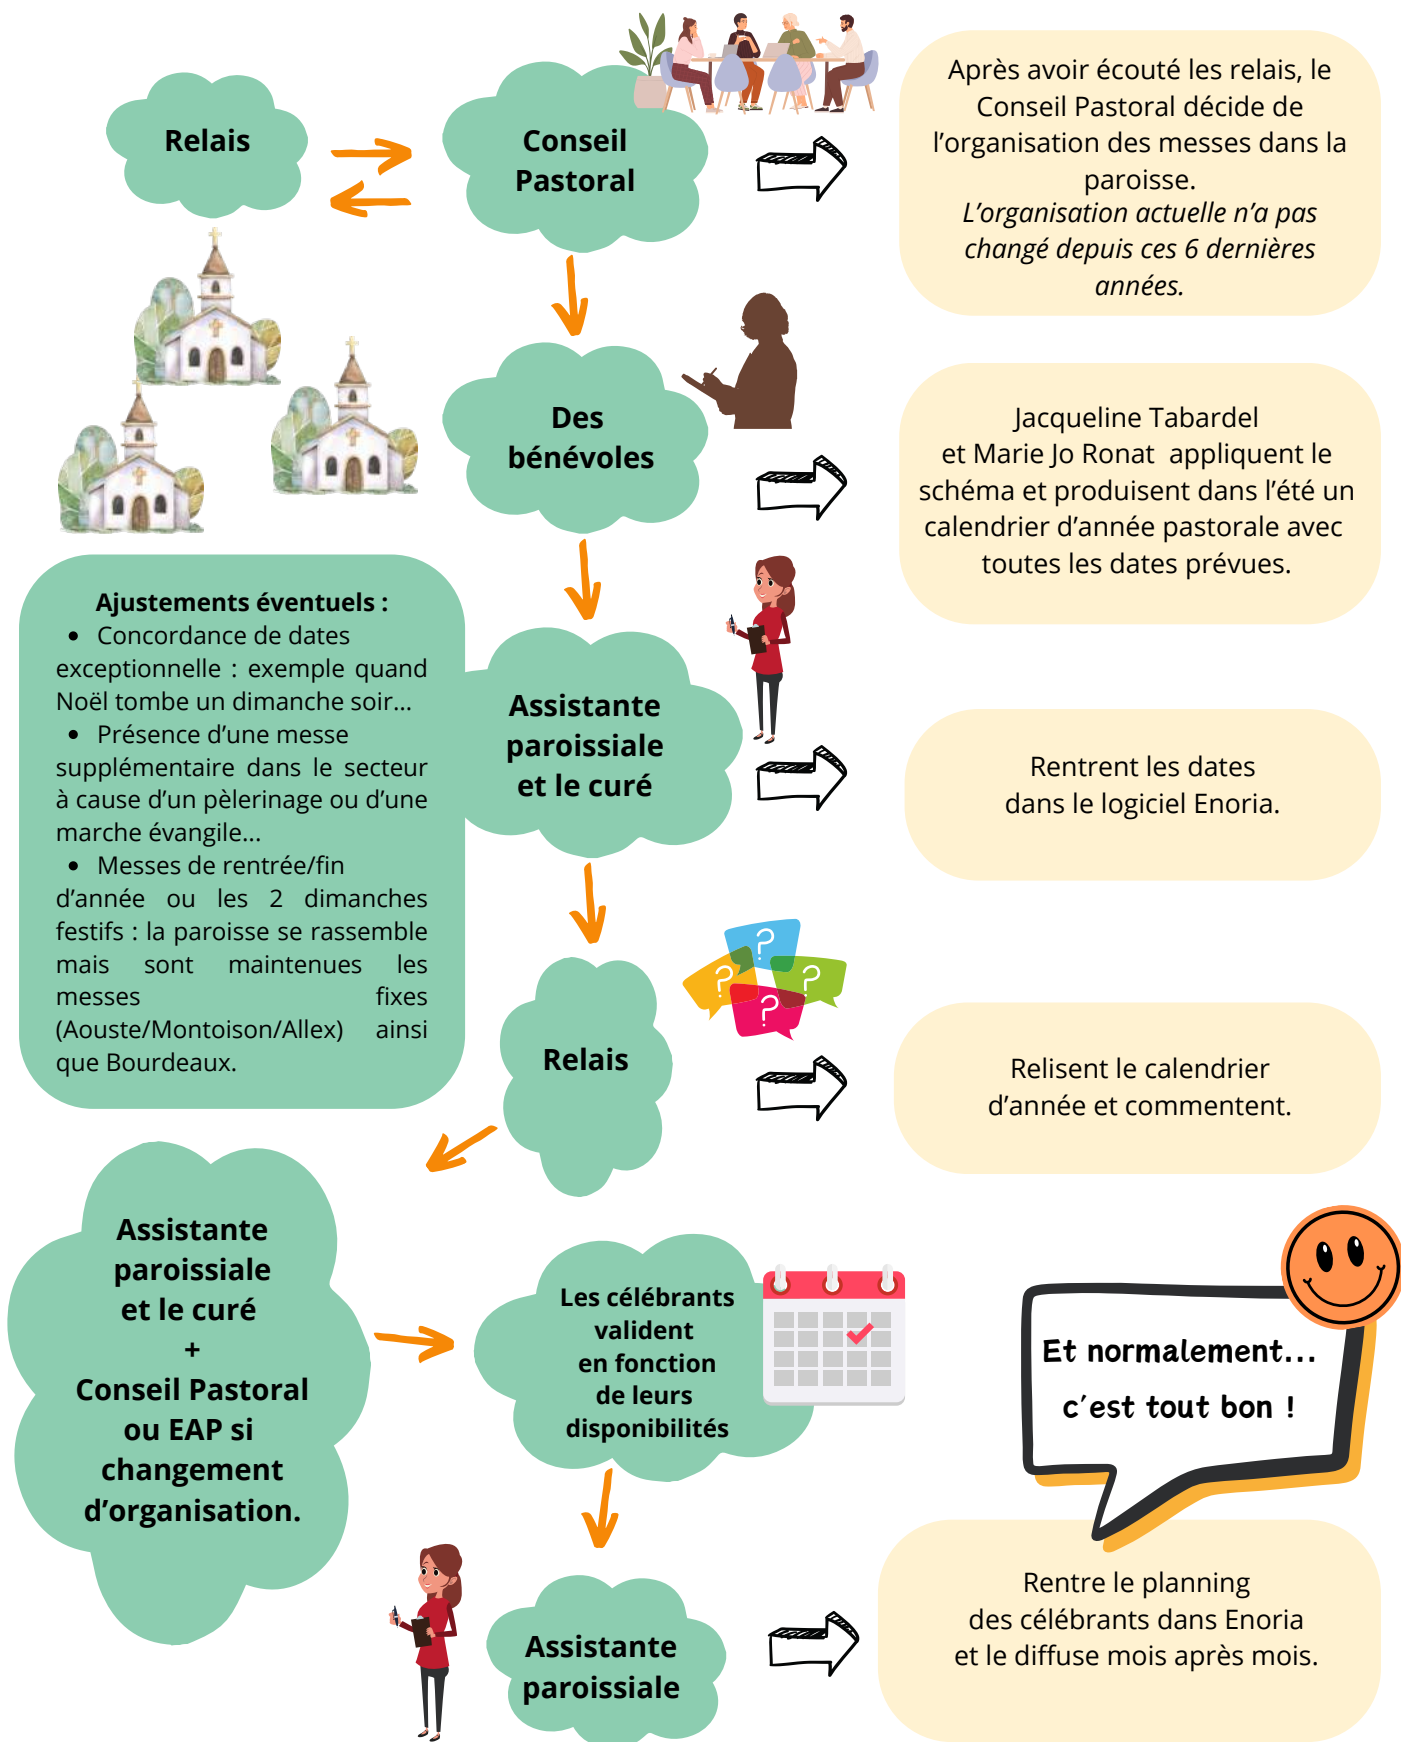 Relais
Conseil
Pastoral
Après avoir écouté les relais, le
Conseil Pastoral décide de
l’organisation des messes dans la
paroisse.
L’organisation actuelle n’a pas
changé depuis ces 6 dernières
années.
Des
bénévoles
Jacqueline Tabardel
et Marie Jo Ronat appliquent le
schéma et produisent dans l’été un
calendrier d’année pastorale avec
toutes les dates prévues.
Ajustements éventuels :
• Concordance de dates
exceptionnelle : exemple quand
Noël tombe un dimanche soir...
• Présence d’une messe
supplémentaire dans le secteur
à cause d’un pèlerinage ou d’une
marche évangile...
• Messes de rentrée/fin
d’année ou les 2 dimanches
festifs : la paroisse se rassemble
mais sont maintenues les
messes fixes
(Aouste/Montoison/Allex) ainsi
que Bourdeaux.
Assistante
paroissiale
et le curé
Rentrent les dates
dans le logiciel Enoria.
Relais
? ? ? ?
Relisent le calendrier
d’année et commentent.
Assistante
paroissiale
et le curé
+
Conseil Pastoral
ou EAP si
changement
d’organisation.
Les célébrants
valident
en fonction
de leurs
disponibilités
Et normalement...
c’est tout bon !
Assistante
paroissiale
Rentre le planning
des célébrants dans Enoria
et le diffuse mois après mois.